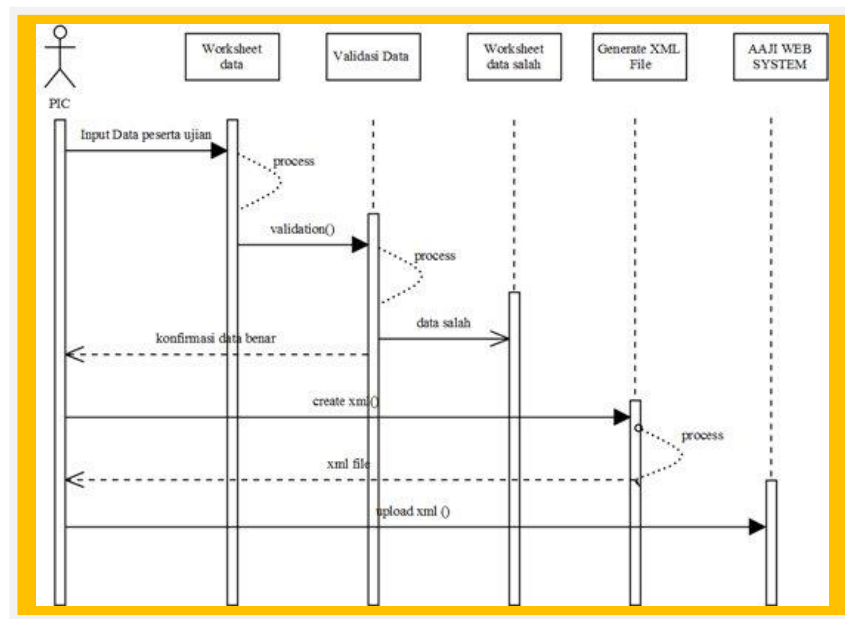 Worksheet
data
Validasi Data
Worksheet
data salah
Generate XML
File
AAJI WEB
SYSTEM
PIC
Input Data peserta ujian
process
validation()
process
data salah
konfirmasi data benar
create xml()
process
xml file
upload xml ()